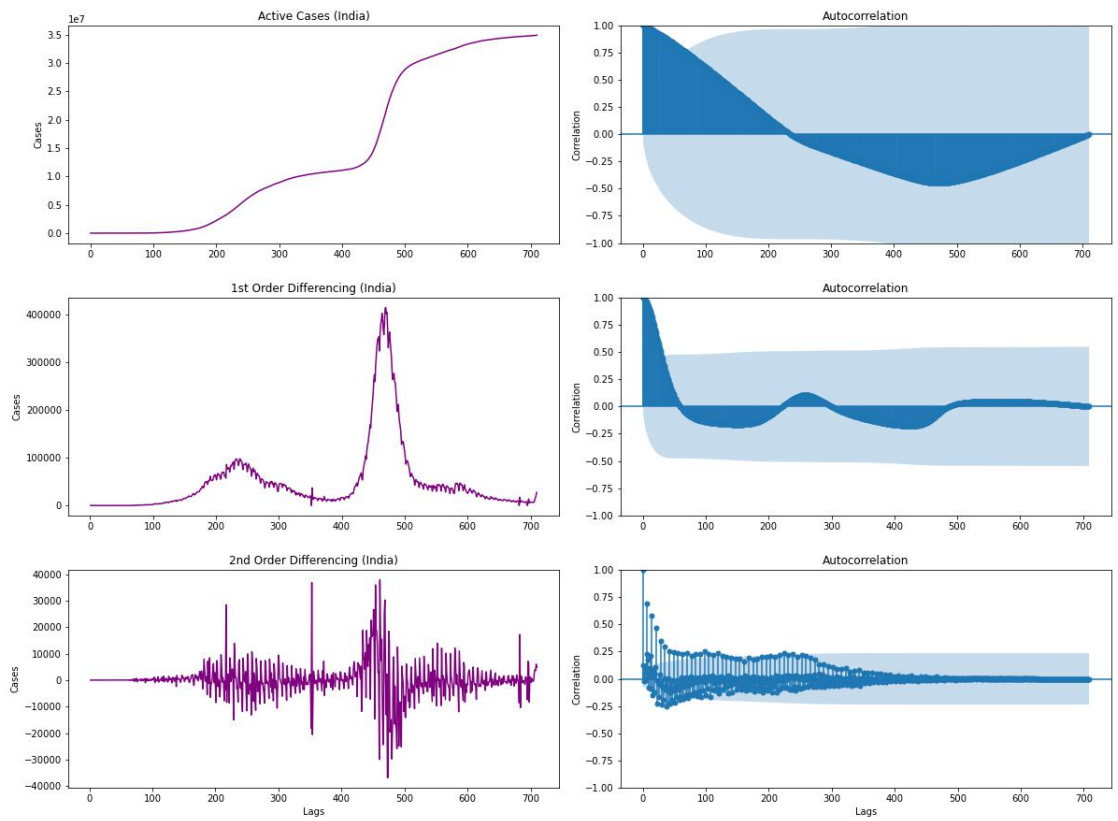 Active Cases (India)
1e7
3.5
3.0
2.5
2.0
1.5
1.0
0.5
0.0
Cases
0 100 200 300 400 500 600 700
Autocorrelation
1.00
0.75
0.50
0.25
0.00
−0.25
−0.50
−0.75
−1.00
Correlation
0 100 200 300 400 500 600 700
1st Order Differencing (India)
400000
300000
200000
100000
0
Cases
0 100 200 300 400 500 600 700
Autocorrelation
1.00
0.75
0.50
0.25
0.00
−0.25
−0.50
−0.75
−1.00
Correlation
0 100 200 300 400 500 600 700
2nd Order Differencing (India)
40000
30000
20000
10000
0
−10000
−20000
−30000
−40000
Cases
0 100 200 300 400 500 600 700
Lags
Autocorrelation
1.00
0.75
0.50
0.25
0.00
−0.25
−0.50
−0.75
−1.00
Correlation
0 100 200 300 400 500 600 700
Lags